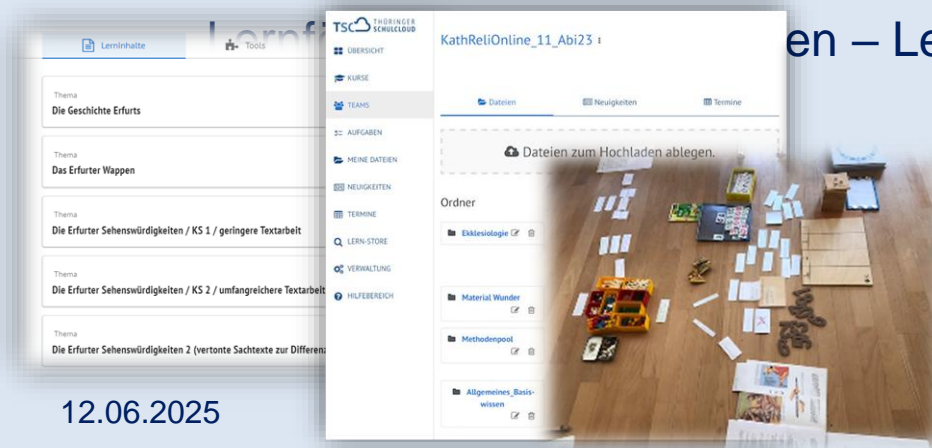 en – Le
Lerninhalte
Tools
Thema
Die Geschichte Erfurts
Thema
Das Erfurter Wappen
Thema
Die Erfurter Sehenswürdigkeiten / KS 1 / geringere Textarbeit
Thema
Die Erfurter Sehenswürdigkeiten / KS 2 / umfangreichere Textarbeit
Thema
Die Erfurter Sehenswürdigkeiten 2 (vertonte Sachtexte zur
TSC THÜRINGER
SCHULCLOUD
ÜBERSICHT
KURSE
TEAMS
AUFGABEN
MEINE DATEIEN
NEUIGKEITEN
TERMINE
LERN-STORE
VERWALTUNG
HILFEBEREICH
KathReliOnline_11_Abi23
Dateien
Neuigkeiten
Termine
Dateien zum Hochladen ablegen.
Ordner
Ekklesiologie
Material Wunder
Methodenpool
Allgemeines_Basis-
wissen
12.06.2025